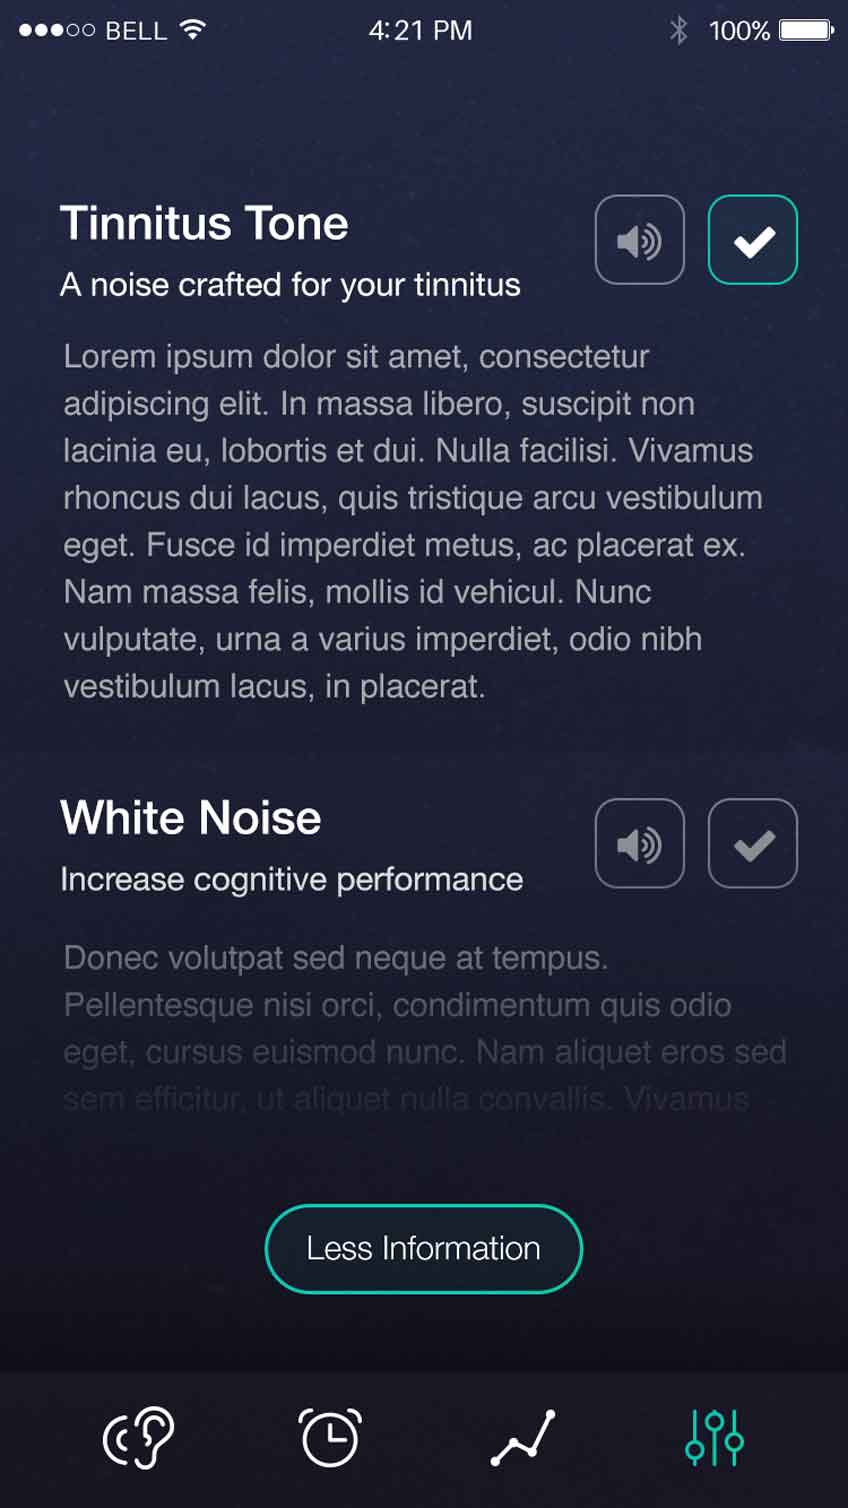 BELL 4:21 PM 100%
Tinnitus Tone
A noise crafted for your tinnitus
Lorem ipsum dolor sit amet, consectetur
adipiscing elit. In massa libero, suscipit non
lacinia eu, lobortis et dui. Nulla facilisi. Vivamus
rhoncus dui lacus, quis tristique arcu vestibulum
eget. Fusce id imperdiet metus, ac placerat ex.
Nam massa felis, mollis id vehicul. Nunc
vulputate, urna a varius imperdiet, odio nibh
vestibulum lacus, in placerat.
White Noise
Increase cognitive performance
Donec volutpat sed neque at tempus.
Pellentesque nisi orci, condimentum quis odio
eget, cursus euismod nunc. Nam aliquet eros sed
sem efficitur, ut aliquet nulla convallis. Vivamus
Less Information